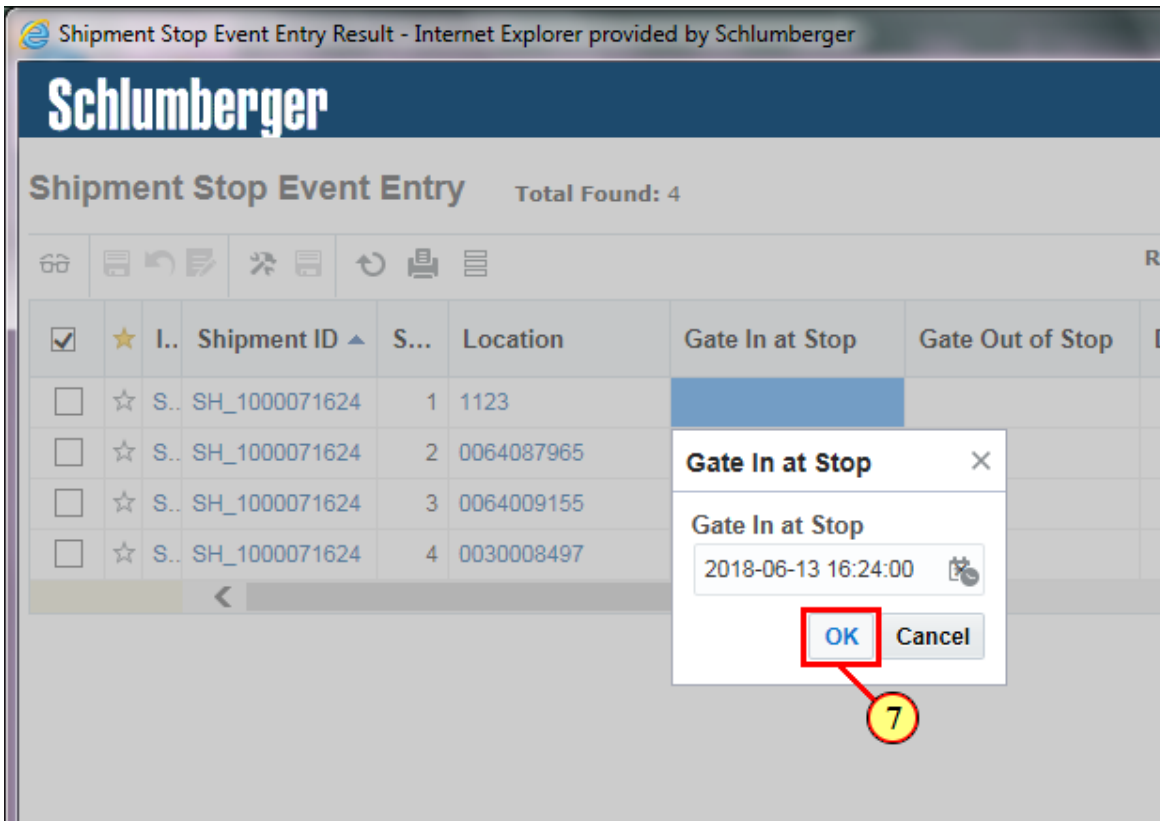 Shipment Stop Event Entry Result - Internet Explorer provided by Schlumberger
Schlumberger
Shipment Stop Event Entry Total Found: 4
R
I.. Shipment ID S... Location Gate In at Stop Gate Out of Stop
S.. SH_1000071624 1 1123
S.. SH_1000071624 2 0064087965
S.. SH_1000071624 3 0064009155
S.. SH_1000071624 4 0030008497
Gate In at Stop
Gate In at Stop
2018-06-13 16:24:00
OK Cancel
7